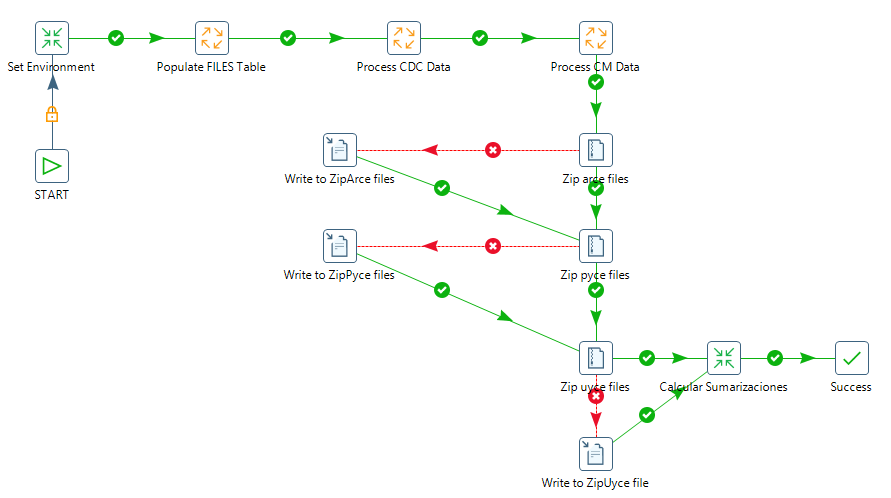 Set Environment
Populate FILES Table
Process CDC Data
Process CM Data
START
Write to ZipArce files
Zip arce files
Write to ZipPyce files
Zip pyce files
Zip uyce files
Calcular Sumarizaciones
Success
Write to ZipUyce file